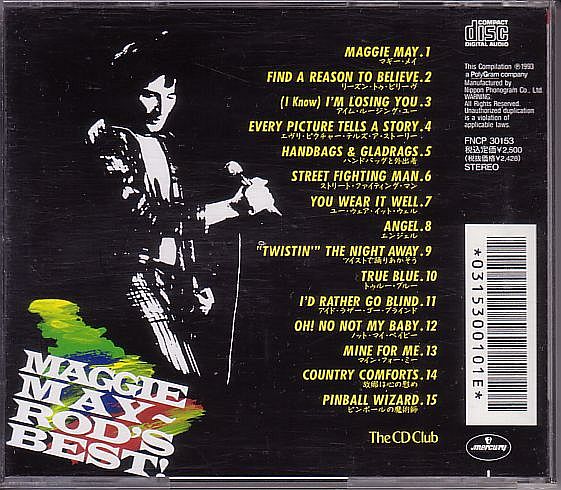 MAGGIE MAY.1
マギー・メイ
FIND A REASON TO BELIEVE.2
リーズン・トゥ・ビリーヴ
(I Know) I'M LOSING YOU.3
アイム・ルージング・ユー
EVERY PICTURE TELLS A STORY.4
エヴリ・ピクチャー・テルズ・ア・ストーリー
HANDBAGS & GLADRAGS.5
ハンドバッグと外出着
STREET FIGHTING MAN.6
ストリート・ファイティング・マン
YOU WEAR IT WELL.7
ユー・ウェア・イット・ウェル
ANGEL.8
エンジェル
"TWISTIN'" THE NIGHT AWAY.9
ツイストで踊りあかそう
TRUE BLUE.10
トゥルー・ブルー
I'D RATHER GO BLIND.11
アイド・ラザー・ゴー・ブラインド
OH! NO NOT MY BABY.12
ノット・マイ・ベイビー
MINE FOR ME.13
マイン・フォー・ミー
COUNTRY COMFORTS.14
故郷は心の慰め
PINBALL WIZARD.15
ピンボールの魔術師
The CD Club
COMPACT
disc
DIGITAL AUDIO
This Compilation ℗1993
a PolyGram company
Manufactured by
Nippon Phonogram Co., Ltd.
WARNING:
All Rights Reserved.
Unauthorized duplication
is a violation of
applicable laws.
FNCP 30153
税込定価¥2,500
(税抜価格¥2,428)
STEREO
*031530010​1E*
mercury
MAGGIE
MAY
ROD'S
BEST!